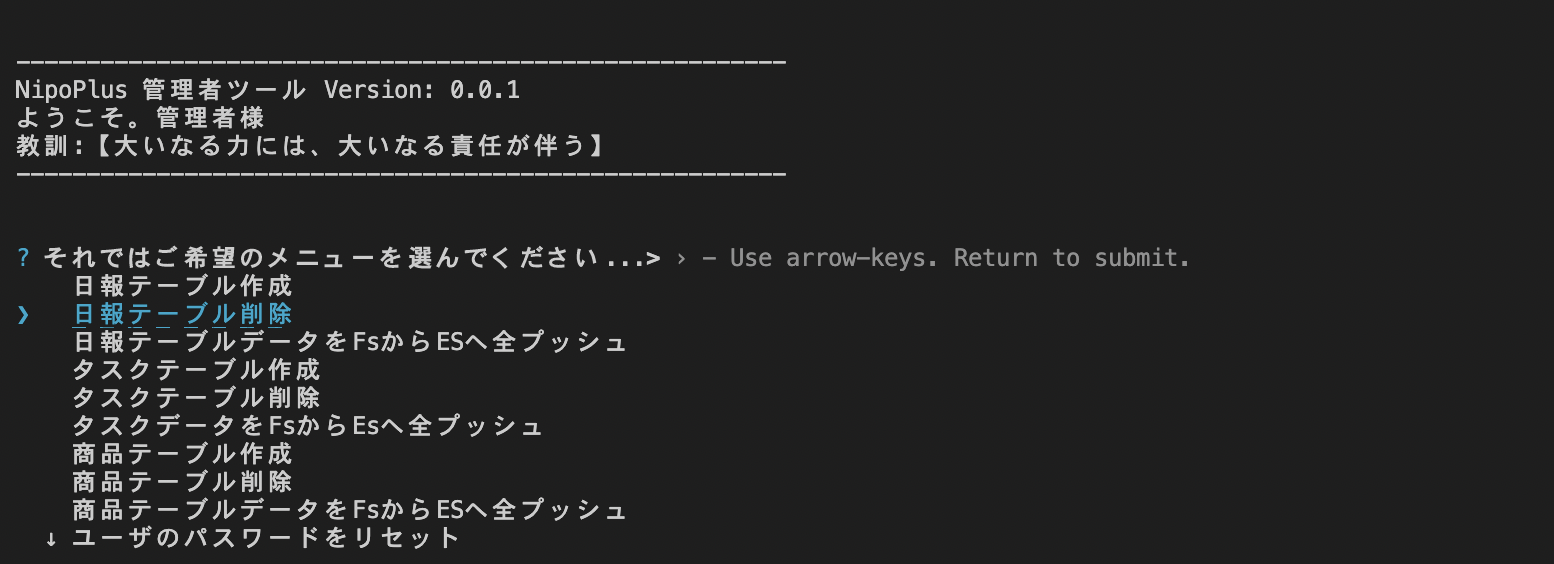 NipoPlus 管理者ツール Version: 0.0.1
ようこそ。管理者様
教訓:【大いなる力には、大いなる責任が伴う】
? それではご希望のメニューを選んでください...> › - Use arrow-keys. Return to submit.
日報テーブル作成
❯ 日報テーブル削除
日報テーブルデータをFsからESへ全プッシュ
タスクテーブル作成
タスクテーブル削除
タスクデータをFsからEsへ全プッシュ
商品テーブル作成
商品テーブル削除
商品テーブルデータをFsからESへ全プッシュ
↓ ユーザのパスワードをリセット